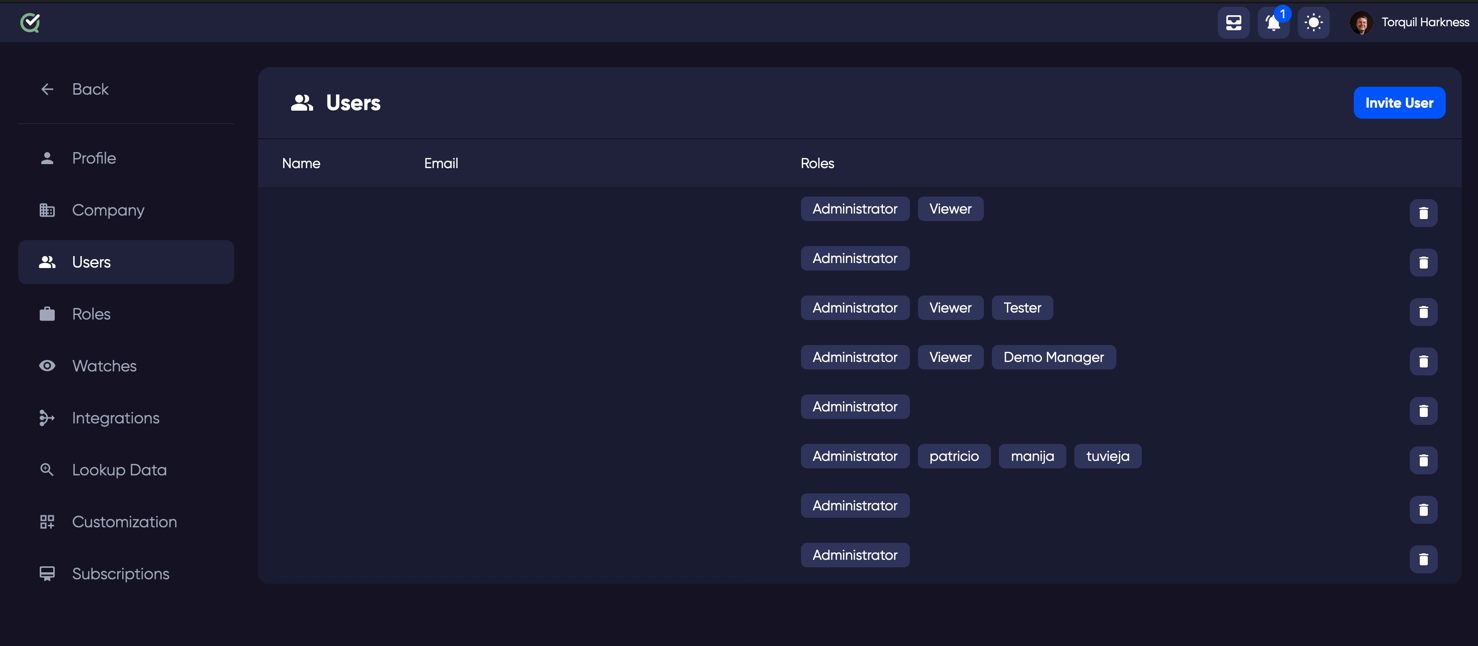 1
Torquil Harkness
Back
Profile
Company
Users
Roles
Watches
Integrations
Lookup Data
Customization
Subscriptions
Users
Invite User
Name Email Roles
Administrator Viewer
Administrator
Administrator Viewer Tester
Administrator Viewer Demo Manager
Administrator
Administrator patricio manija tuvieja
Administrator
Administrator